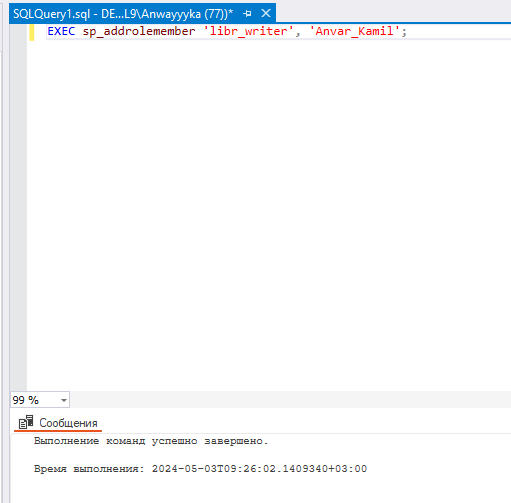 SQLQuery1.sql - DE...L9\Anwayyyka (77))*
EXEC sp_addrolemember 'libr_writer', 'Anvar_Kamil';
99 %
Сообщения
Выполнение команд успешно завершено.
Время выполнения: 2024-05-03T09:26:02.1409340+03:00